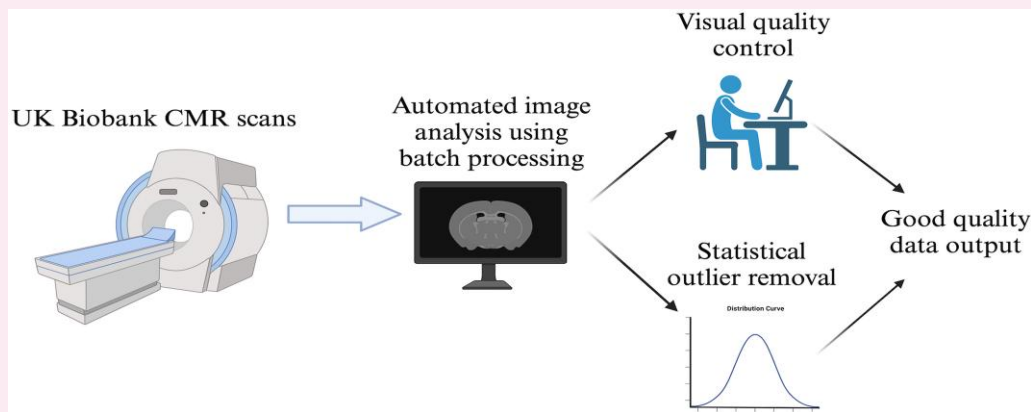 UK Biobank CMR scans
Automated image
analysis using
batch processing
Visual quality
control
Statistical
outlier removal
Distribution Curve
Good quality
data output